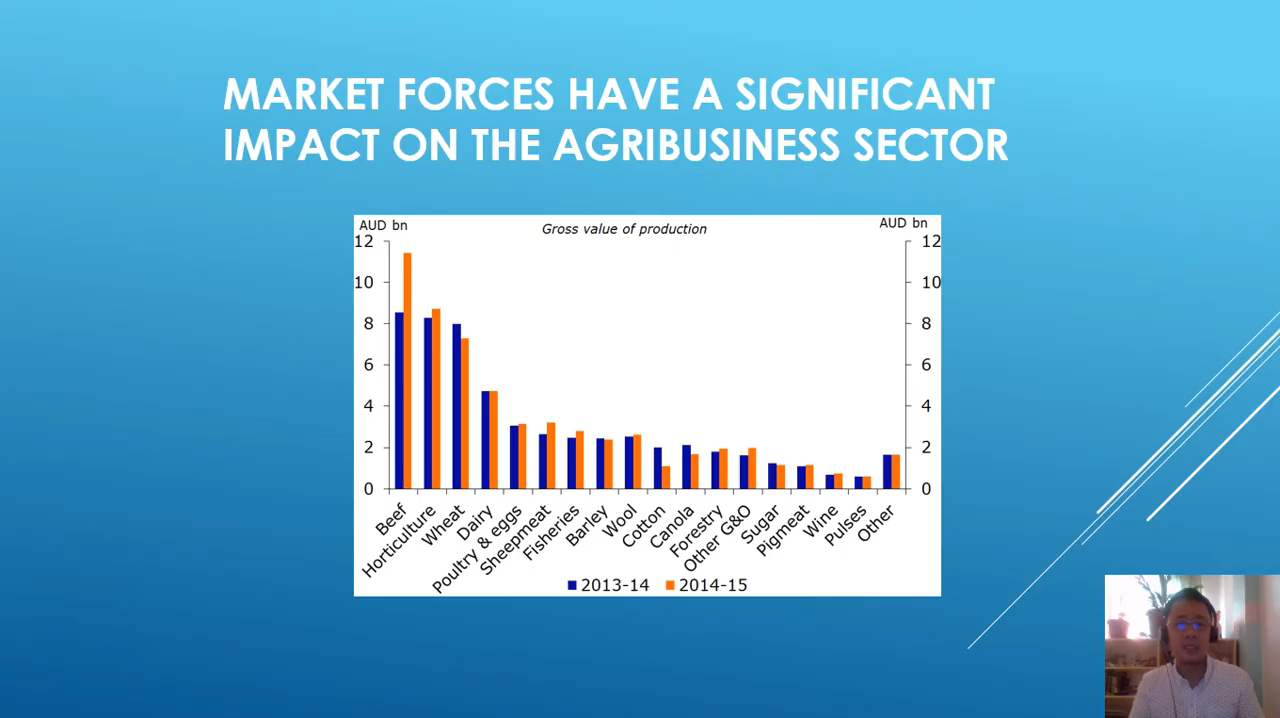 MARKET FORCES HAVE A SIGNIFICANT
IMPACT ON THE AGRIBUSINESS SECTOR
AUD bn
Gross value of production
AUD bn
12
12
10
10
8
8
6
6
4
4
2
2
0
0
Beef
Horticulture
Wheat
Dairy
Poultry & eggs
Sheepmeat
Fisheries
Barley
Wool
Cotton
Canola
Forestry
Other G&O
Sugar
Pigmeat
Wine
Pulses
Other
2013-14
2014-15